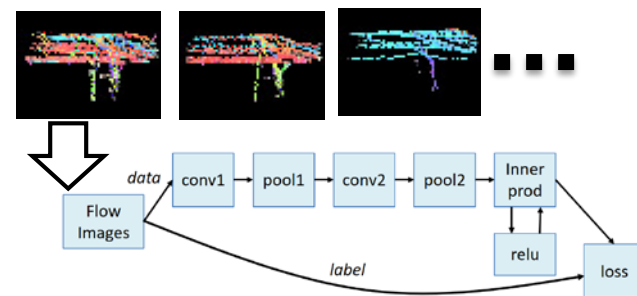 data
conv1
pool1
conv2
pool2
Inner
prod
Flow
Images
relu
label
loss